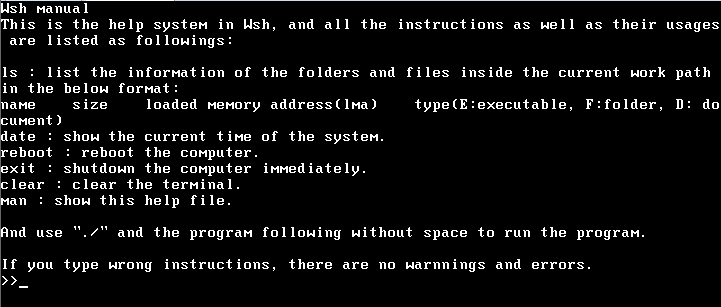 Wsh manual
This is the help system in Wsh, and all the instructions as well as their usages
 are listed as followings:

ls : list the information of the folders and files inside the current work path
in the below format:
name    size    loaded memory address(lma)    type(E:executable, F:folder, D: do
cument)
date : show the current time of the system.
reboot : reboot the computer.
exit : shutdown the computer immediately.
clear : clear the terminal.
man : show this help file.

And use "./" and the program following without space to run the program.

If you type wrong instructions, there are no warnnings and errors.
>>_